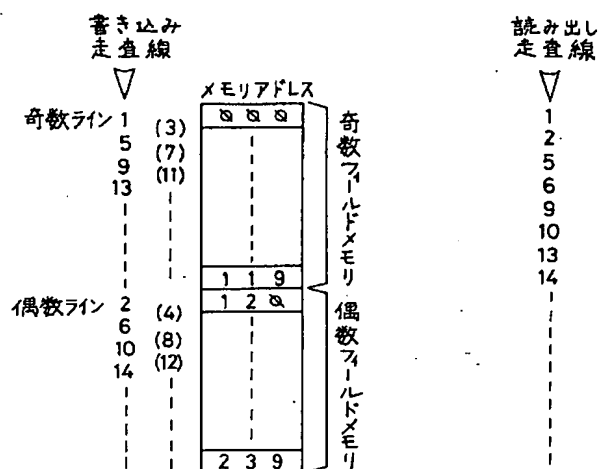 書き込み
走査線
読み出し
走査線
メモリアドレス
奇数ライン 1
5
9
13
(3)
(7)
(11)
0 0 0
1 1 9
奇数フィールドメモリ
偶数ライン 2
6
10
14
(4)
(8)
(12)
1 2 0
2 3 9
偶数フィールドメモリ
1
2
5
6
9
10
13
14